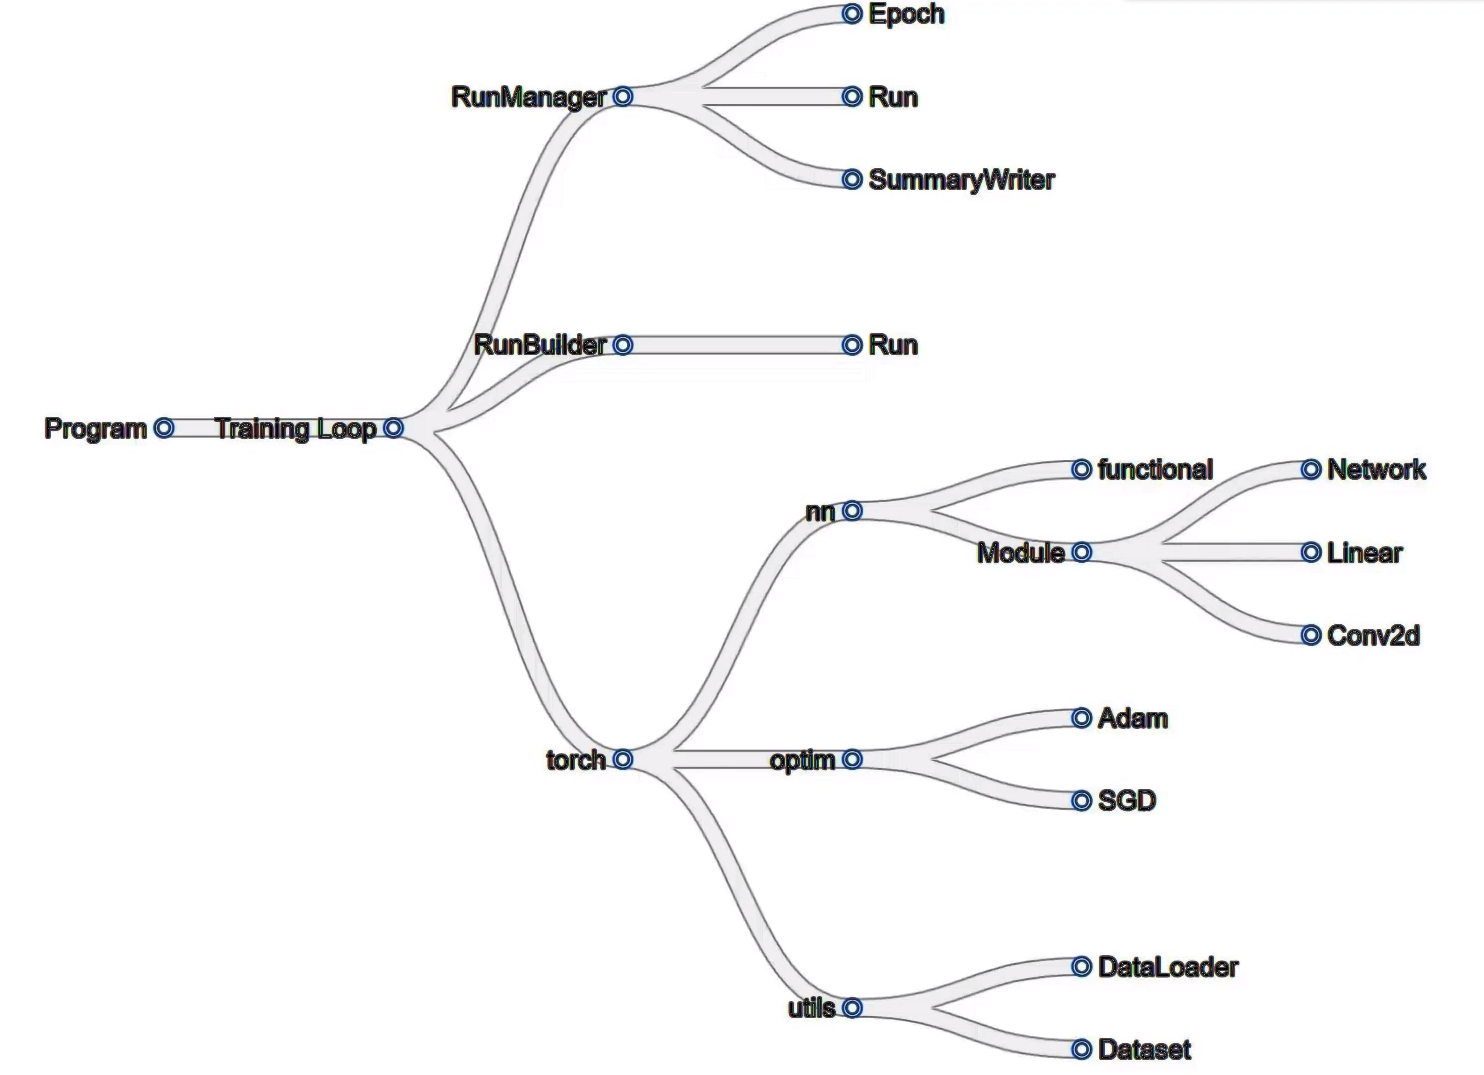 Epoch
RunManager
Run
SummaryWriter
RunBuilder
Run
Program
Training Loop
functional
Network
nn
Module
Linear
Conv2d
Adam
torch
optim
SGD
DataLoader
utils
Dataset